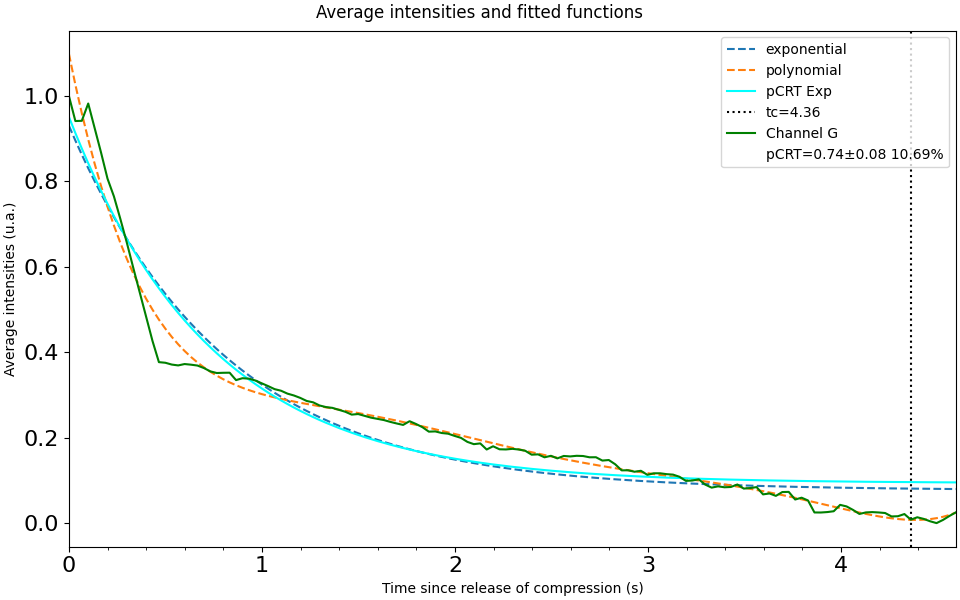 Average intensities and fitted functions
exponential
polynomial
pCRT Exp
tc=4.36
Channel G
pCRT=0.74±0.08 10.69%
Average intensities (u.a.)
1.0
0.8
0.6
0.4
0.2
0.0
0 1 2 3 4
Time since release of compression (s)